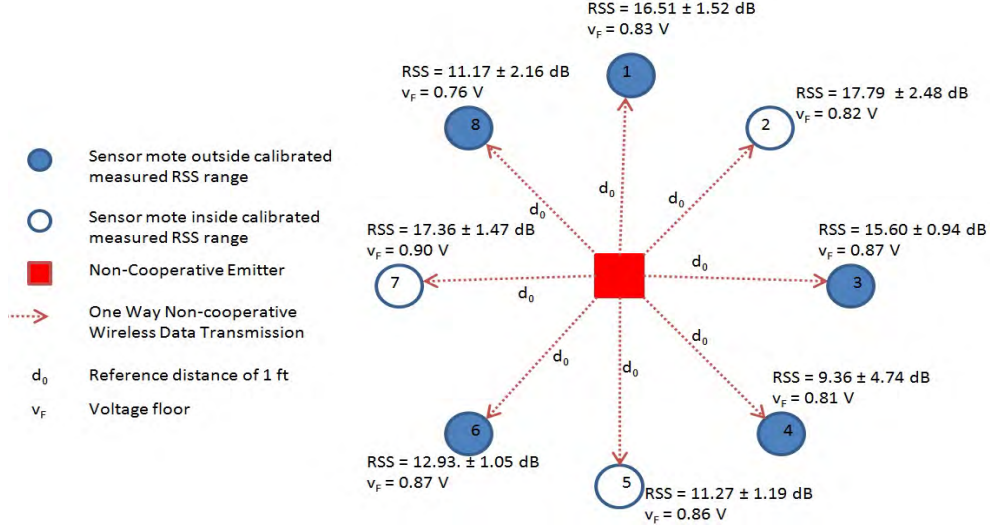 RSS = 16.51 ± 1.52 dB
vF = 0.83 V
1
RSS = 11.17 ± 2.16 dB
vF = 0.76 V
8
RSS = 17.79 ± 2.48 dB
vF = 0.82 V
2
Sensor mote outside calibrated
measured RSS range
Sensor mote inside calibrated
measured RSS range
Non-Cooperative Emitter
One Way Non-cooperative
Wireless Data Transmission
d0 Reference distance of 1 ft
vF Voltage floor
d0
d0
d0
RSS = 17.36 ± 1.47 dB
vF = 0.90 V
7
d0
d0
RSS = 15.60 ± 0.94 dB
vF = 0.87 V
3
d0
d0
d0
RSS = 9.36 ± 4.74 dB
vF = 0.81 V
4
6
RSS = 12.93. ± 1.05 dB
vF = 0.87 V
5
RSS = 11.27 ± 1.19 dB
vF = 0.86 V